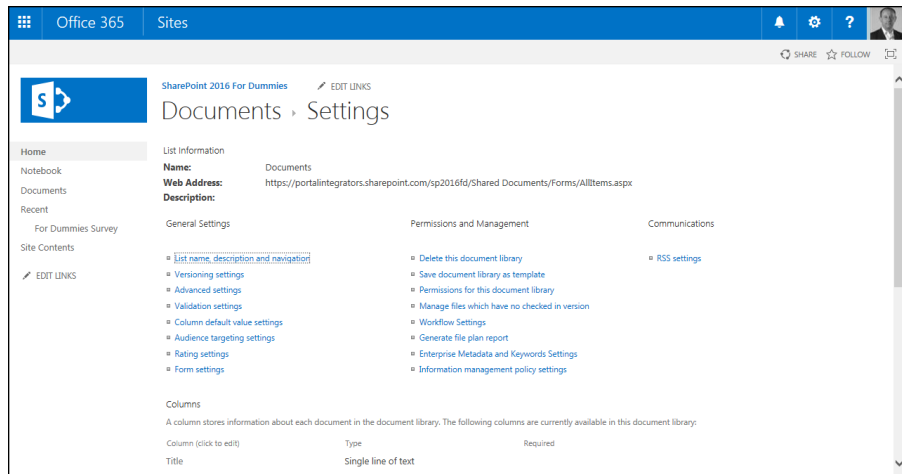 Office 365 Sites ?
SHARE FOLLOW
S
SharePoint 2016 For Dummies EDIT LINKS
Documents Settings
Home
Notebook
Documents
Recent
For Dummies Survey
Site Contents
EDIT LINKS
List Information
Name: Documents
Web Address: https://portalintegrators.sharepoint.com/sp2016fd/Shared Documents/Forms/AllItems.aspx
Description:
General Settings Permissions and Management Communications
List name, description and navigation Delete this document library RSS settings
Versioning settings Save document library as template
Advanced settings Permissions for this document library
Validation settings Manage files which have no checked in version
Column default value settings Workflow Settings
Audience targeting settings Generate file plan report
Rating settings Enterprise Metadata and Keywords Settings
Form settings Information management policy settings
Columns
A column stores information about each document in the document library. The following columns are currently available in this document library:
Column (click to edit) Type Required
Title Single line of text